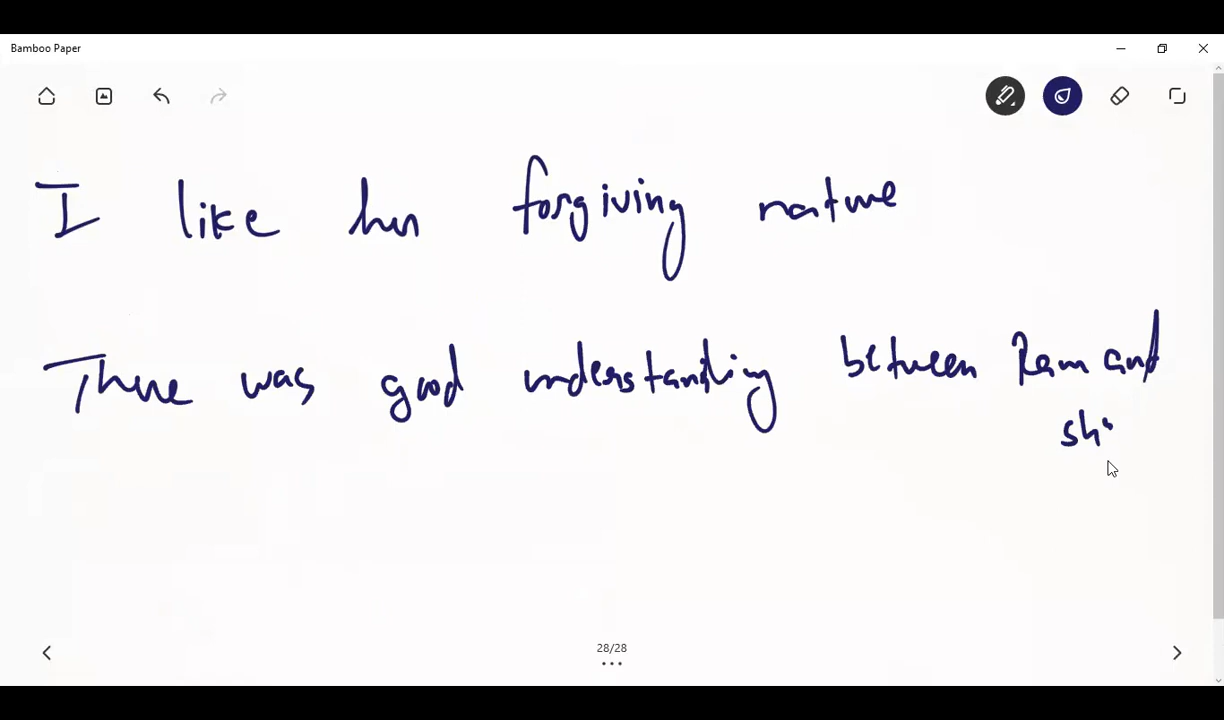 Bamboo Paper
I like her forgiving nature
There was good understanding between Ram and
28/28